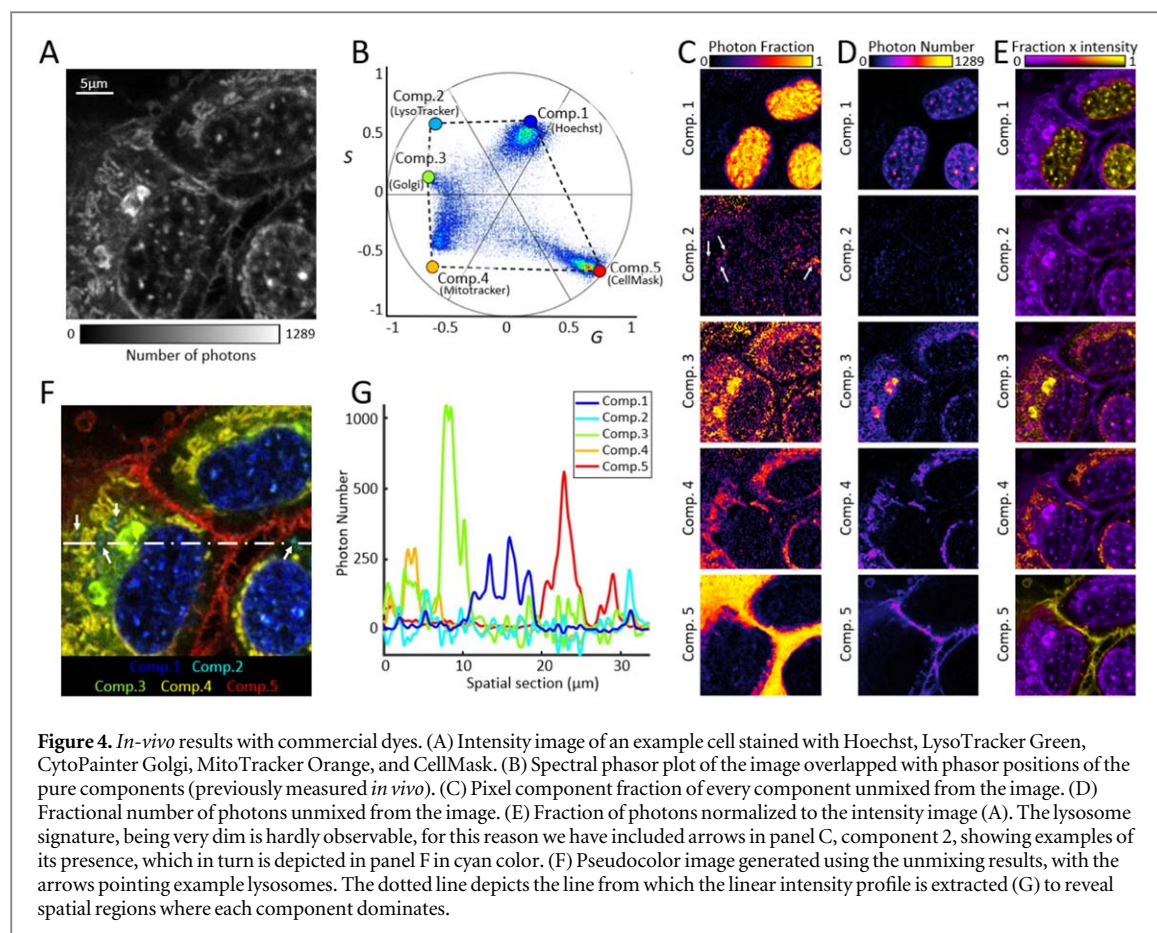 A
5μm
0
1289
Number of photons
B
1
0.5
S
0
-0.5
-1
-1
-0.5
0
0.5
1
G
Comp.2
(LysoTracker)
Comp.1
(Hoechst)
Comp.3
(Golgi)
Comp.4
(Mitotracker)
Comp.5
(CellMask)
C
Photon Fraction
0
1
Comp. 1
Comp. 2
Comp. 3
Comp. 4
Comp. 5
D
Photon Number
0
1289
Comp. 1
Comp. 2
Comp. 3
Comp. 4
Comp. 5
E
Fraction x intensity
0
1
Comp. 1
Comp. 2
Comp. 3
Comp. 4
Comp. 5
F
Comp.1 Comp.2
Comp.3 Comp.4 Comp.5
G
1000
750
500
250
0
Photon Number
0
10
20
30
Spatial section (μm)
Comp.1
Comp.2
Comp.3
Comp.4
Comp.5
Figure 4. In-vivo results with commercial dyes. (A) Intensity image of an example cell stained with Hoechst, LysoTracker Green,
CytoPainter Golgi, MitoTracker Orange, and CellMask. (B) Spectral phasor plot of the image overlapped with phasor positions of the
pure components (previously measured in vivo). (C) Pixel component fraction of every component unmixed from the image. (D)
Fractional number of photons unmixed from the image. (E) Fraction of photons normalized to the intensity image (A). The lysosome
signature, being very dim is hardly observable, for this reason we have included arrows in panel C, component 2, showing examples of
its presence, which in turn is depicted in panel F in cyan color. (F) Pseudocolor image generated using the unmixing results, with the
arrows pointing example lysosomes. The dotted line depicts the line from which the linear intensity profile is extracted (G) to reveal
spatial regions where each component dominates.